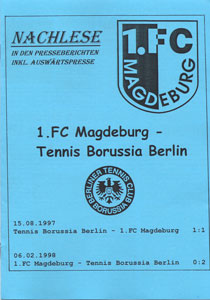 NACHLESE
IN DEN PRESSEBERICHTEN
INKL. AUSWÄRTSPRESSE
1.FC
MAGDEBURG
1.FC Magdeburg -
Tennis Borussia Berlin
BERLINER TENNIS CLUB
BORUSSIA
15.08.1997
Tennis Borussia Berlin - 1.FC Magdeburg 1:1
06.02.1998
1.FC Magdeburg - Tennis Borussia Berlin 0:2